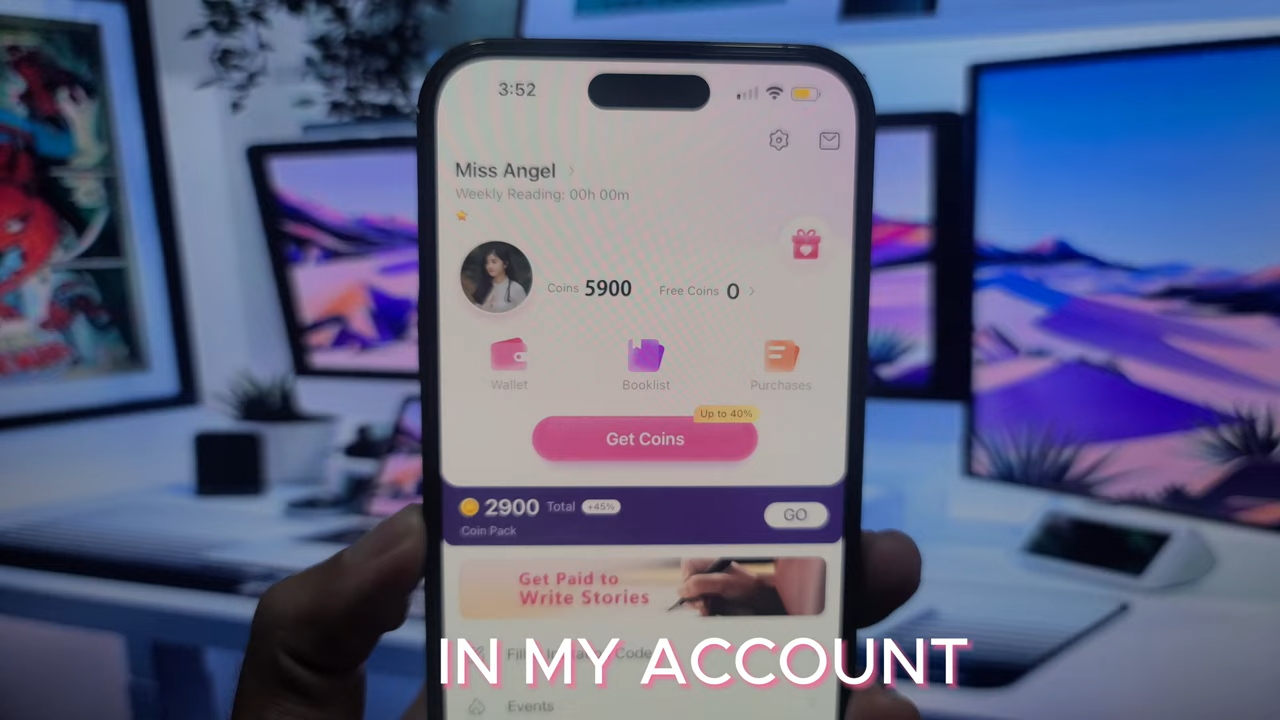 3:52
Miss Angel
Weekly Reading: 00h 00m
Coins 5900 Free Coins 0
Wallet Booklist Purchases
Up to 40%
Get Coins
2900 Total +45%
GO
Coin Pack
Get Paid to
Write Stories
IN MY ACCOUNT
Events